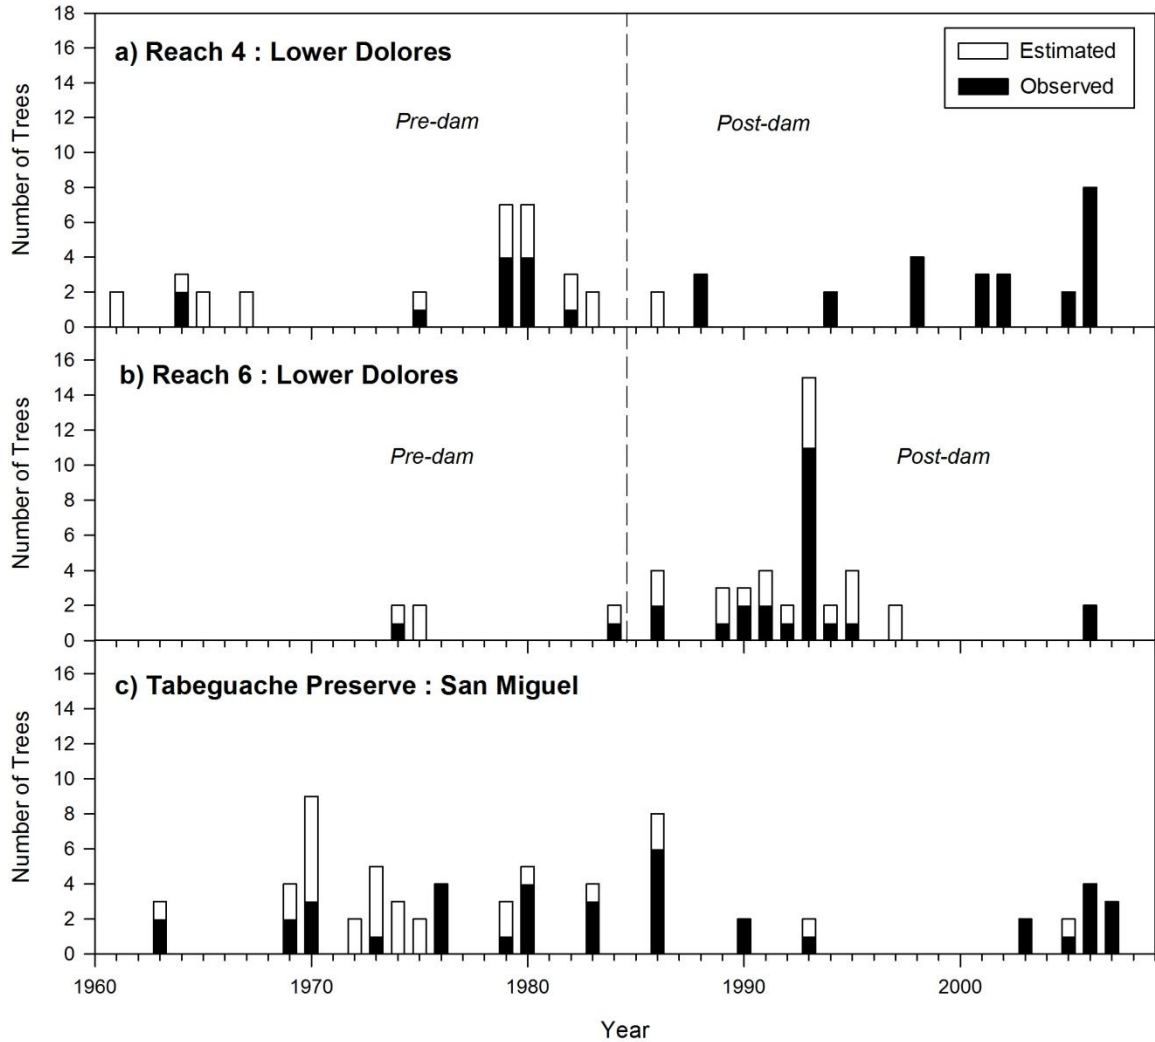 a) Reach 4 : Lower Dolores
Estimated
Observed
Pre-dam
Post-dam
Number of Trees
18
16
14
12
10
8
6
4
2
0
b) Reach 6 : Lower Dolores
Pre-dam
Post-dam
Number of Trees
16
14
12
10
8
6
4
2
0
c) Tabeguache Preserve : San Miguel
Number of Trees
16
14
12
10
8
6
4
2
0
1960 1970 1980 1990 2000
Year